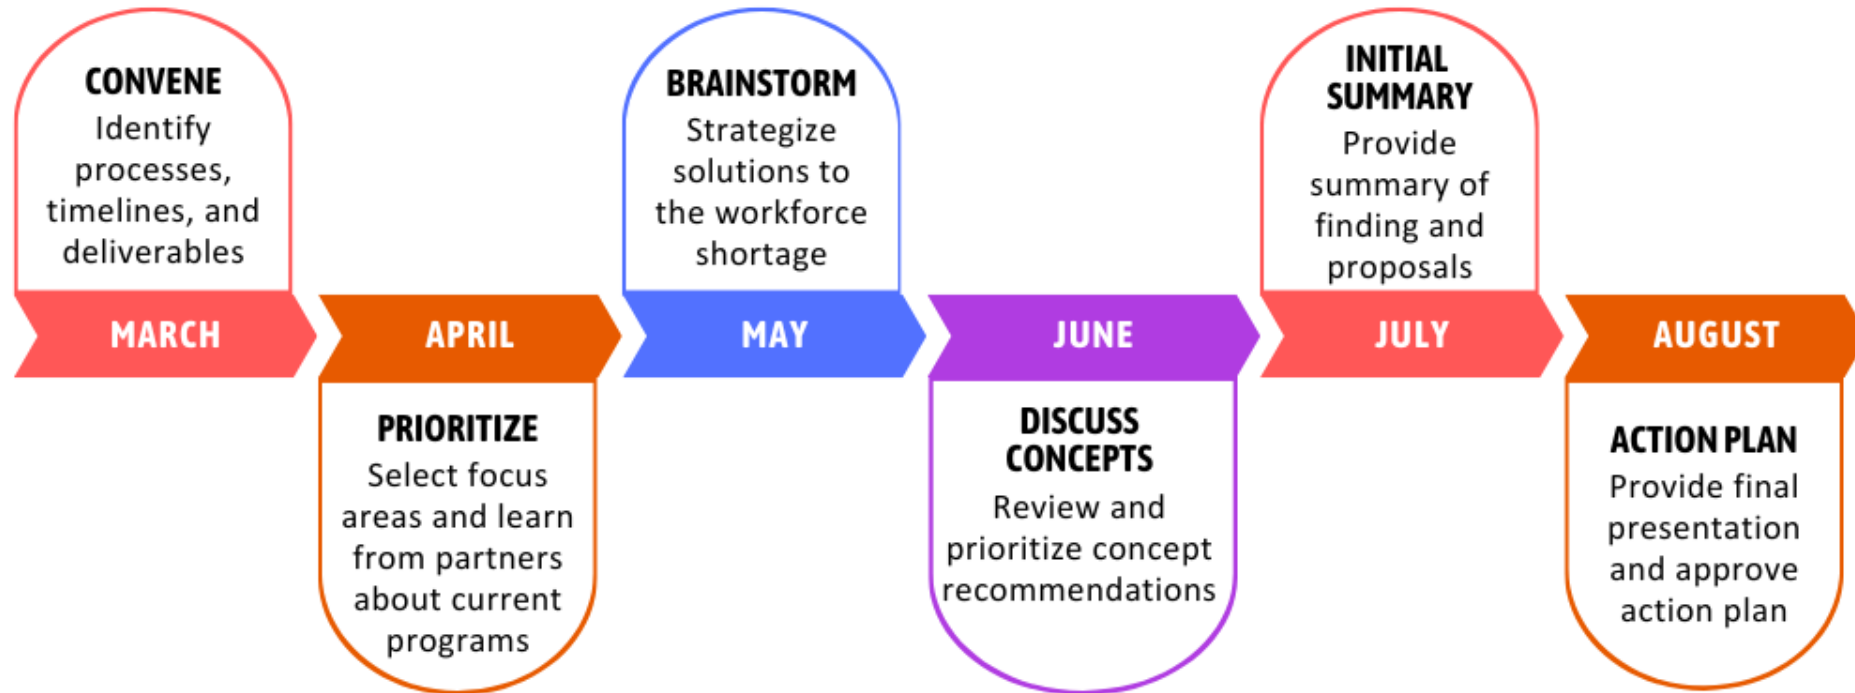 CONVENE
Identify
processes,
timelines, and
deliverables
MARCH
APRIL
PRIORITIZE
Select focus
areas and learn
from partners
about current
programs
BRAINSTORM
Strategize
solutions to
the workforce
shortage
MAY
JUNE
DISCUSS
CONCEPTS
Review and
prioritize concept
recommendations
INITIAL
SUMMARY
Provide
summary of
finding and
proposals
JULY
AUGUST
ACTION PLAN
Provide final
presentation
and approve
action plan